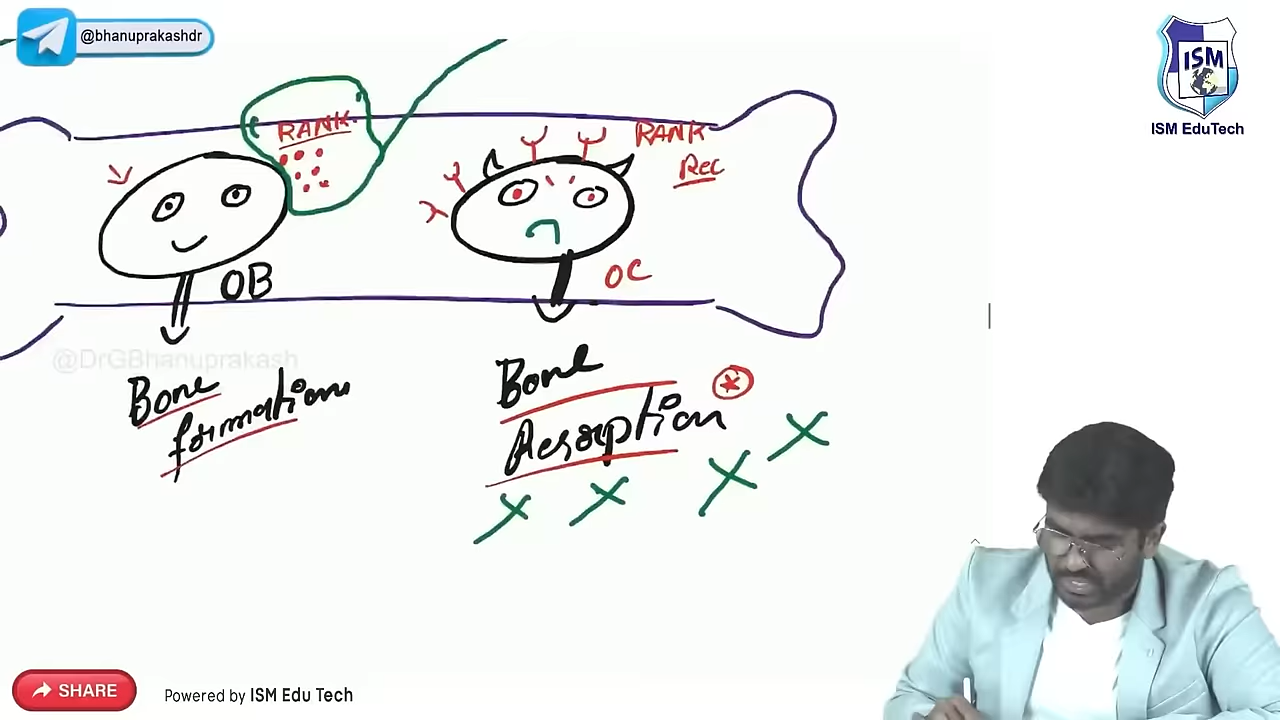 @bhanuprakashdr
ISM
ISM EduTech
RANK
RANK
Rec
OB
OC
@DrGBhanuprakash
Bone
formation
Bone
Resorption
SHARE
Powered by ISM Edu Tech